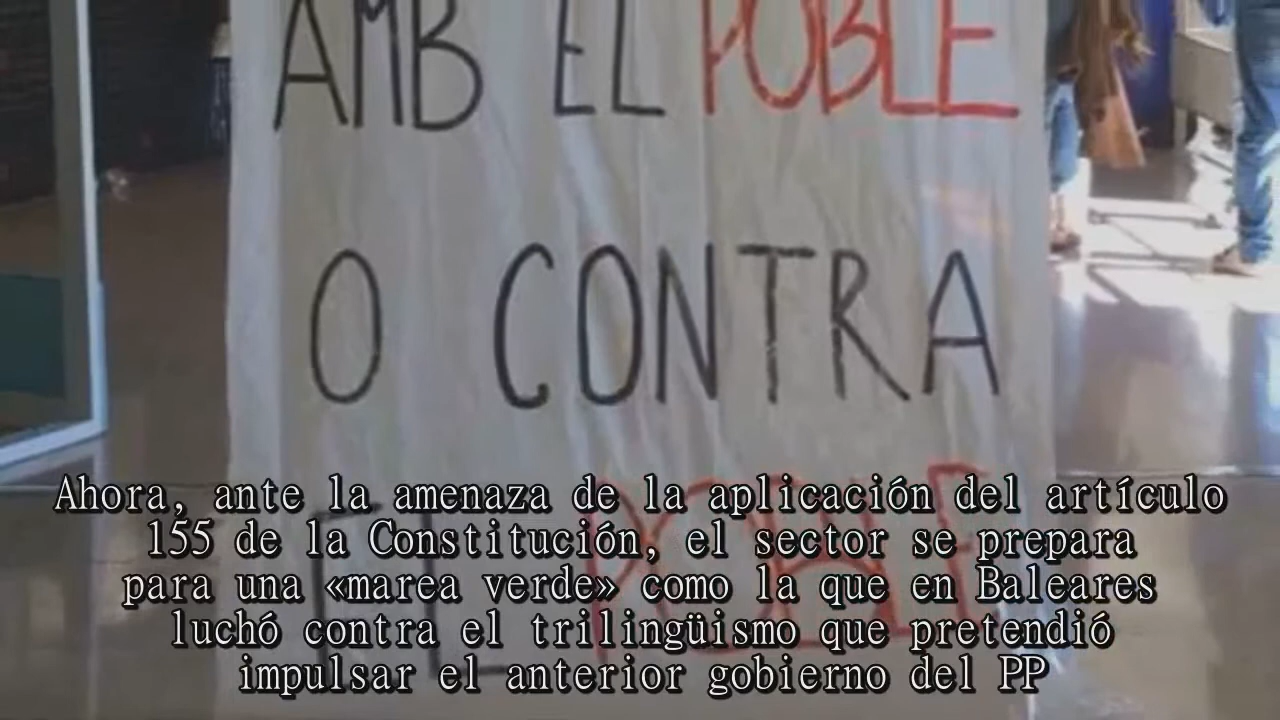 AMB EL POBLE
O CONTRA
EL POBLE
Ahora, ante la amenaza de la aplicación del artículo
155 de la Constitución, el sector se prepara
para una «marea verde» como la que en Baleares
luchó contra el trilingüismo que pretendió
impulsar el anterior gobierno del PP